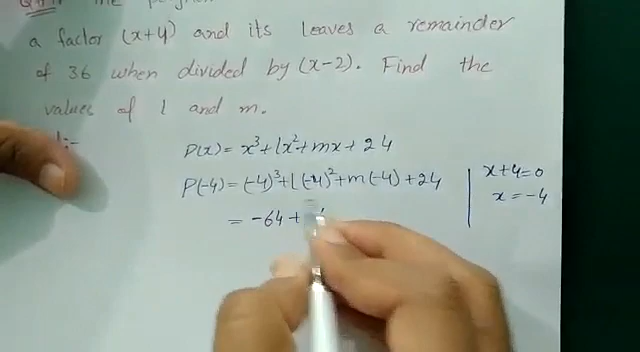 the
a factor (x+4) and its leaves a remainder
of 36 when divided by (x-2). Find the
values of l and m.
P(x) = x³+lx²+mx+24
P(-4) = (-4)³+l(-4)²+m(-4)+24
x+4=0
x=-4
= -64+